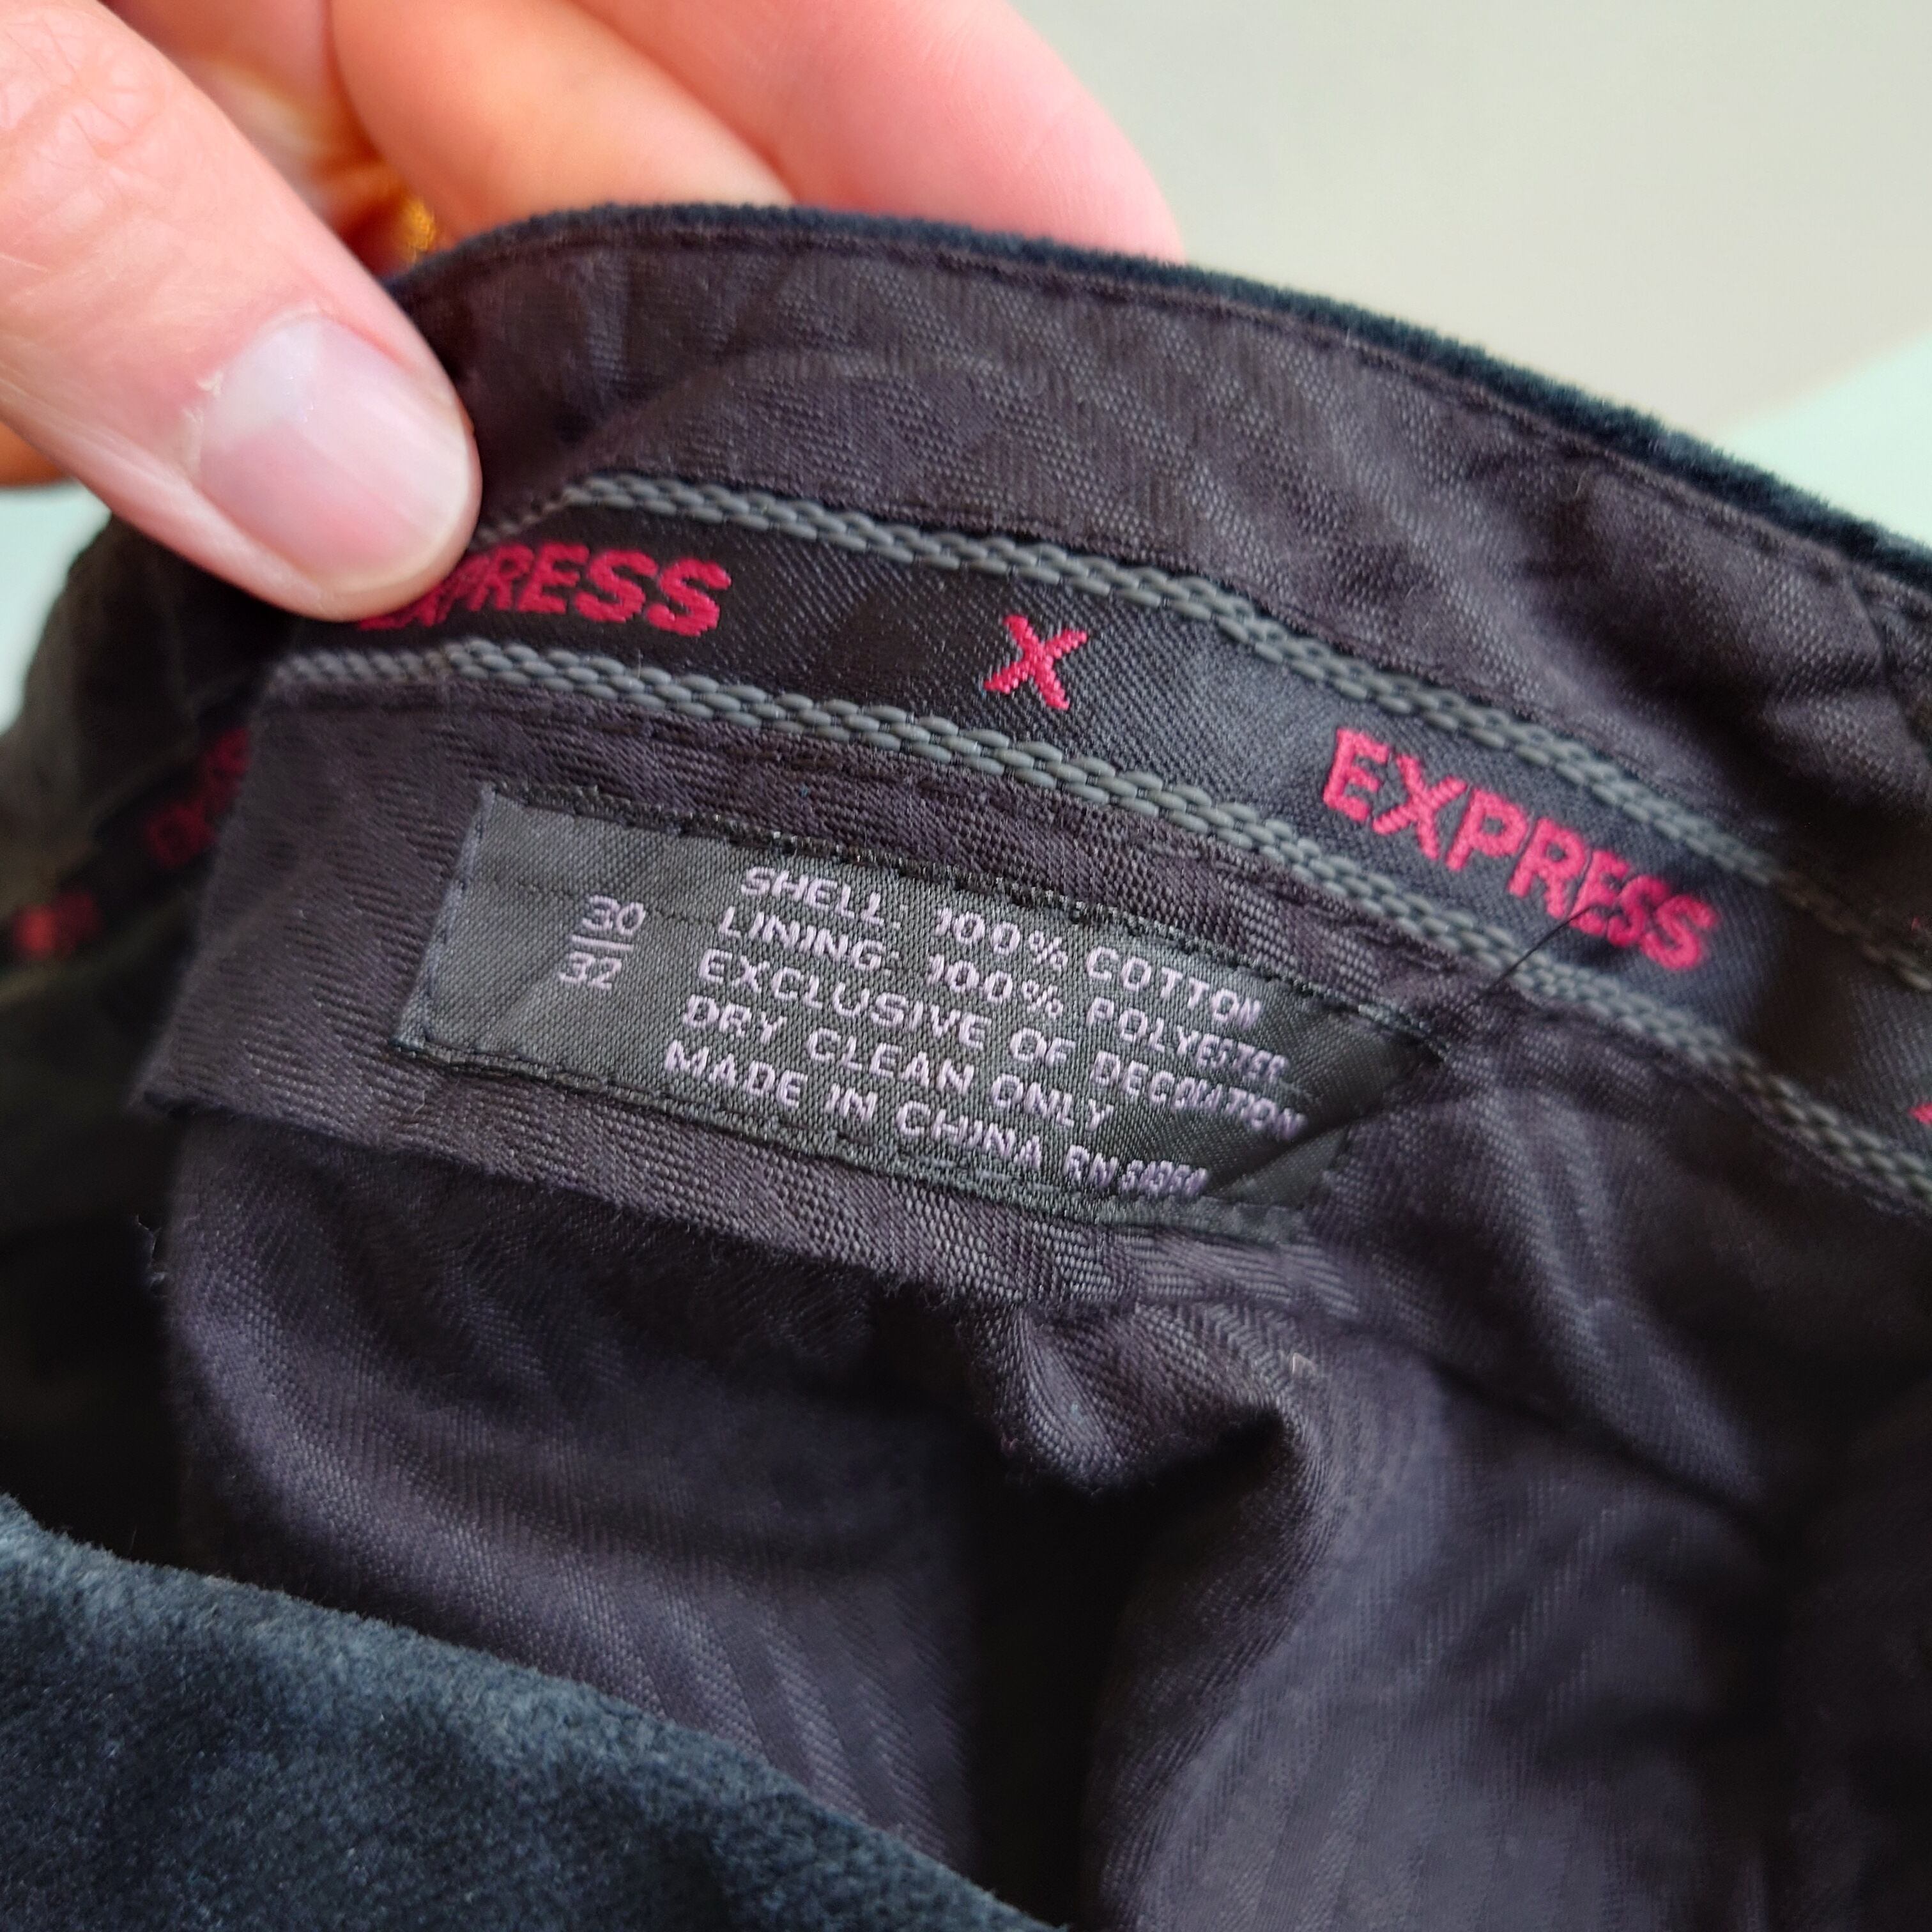 EXPRESS X EXPRESS
30
32
SHELL: 100% COTTON
LINING: 100% POLYESTER
EXCLUSIVE OF DECORATION
DRY CLEAN ONLY
MADE IN CHINA RN